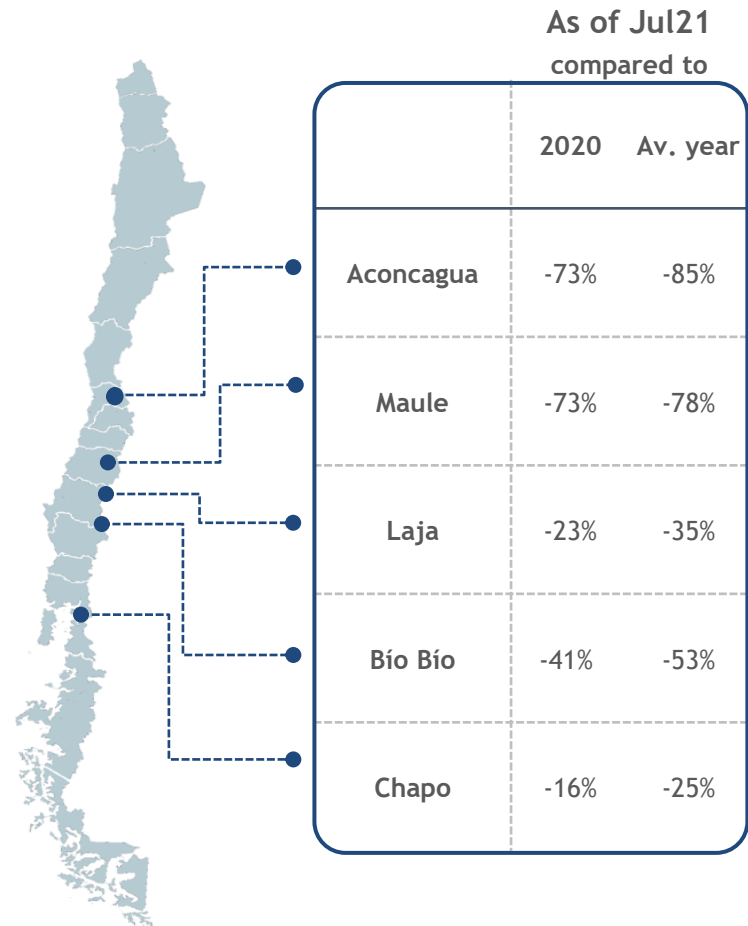 As of Jul21
compared to
2020 Av. year
Aconcagua -73% -85%
Maule -73% -78%
Laja -23% -35%
Bío Bío -41% -53%
Chapo -16% -25%